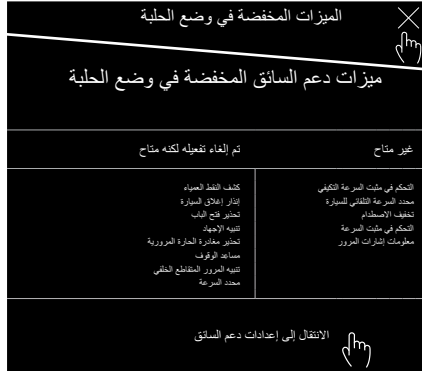 الميزات المخفضة في وضع الحلبة
ميزات دعم السائق المخفضة في وضع الحلبة
غير متاح
تم إلغاء تفعيله لكنه متاح
التحكم في مثبت السرعة التكيفي
محدد السرعة التلقائي للسيارة
تخفيف الاصطدام
التحكم في مثبت السرعة
معلومات إشارات المرور
كشف النقط العمياء
إنذار إغلاق السيارة
تحذير فتح الباب
تنبيه الإجهاد
تحذير مغادرة الحارة المرورية
مساعد الوقوف
تنبيه المرور المتقاطع الخلفي
محدد السرعة
الانتقال إلى إعدادات دعم السائق